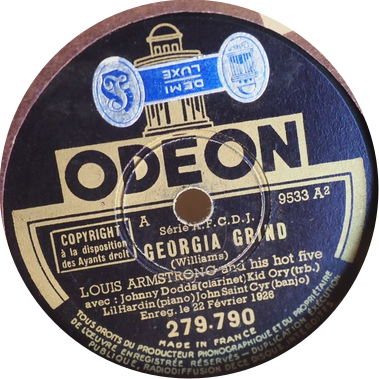 DEMI
LUXE
ODEON
COPYRIGHT
à la disposition
des Ayants droit
A
9533 A²
Série A.F.C.D.J.
GEORGIA GRIND
(Williams)
LOUIS ARMSTRONG and his hot five
avec : Johnny Dodds (clarinet) Kid Ory (trb.)
Lil Hardin (piano) John Saint Cyr (banjo)
Enreg. le 22 Février 1926
279.790
MADE IN FRANCE
TOUS DROITS DU PRODUCTEUR PHONOGRAPHIQUE ET DU PROPRIÉTAIRE
DE L'ŒUVRE ENREGISTRÉE RÉSERVÉS - DUPLICATION EXÉCUTION
PUBLIQUE, RADIODIFFUSION